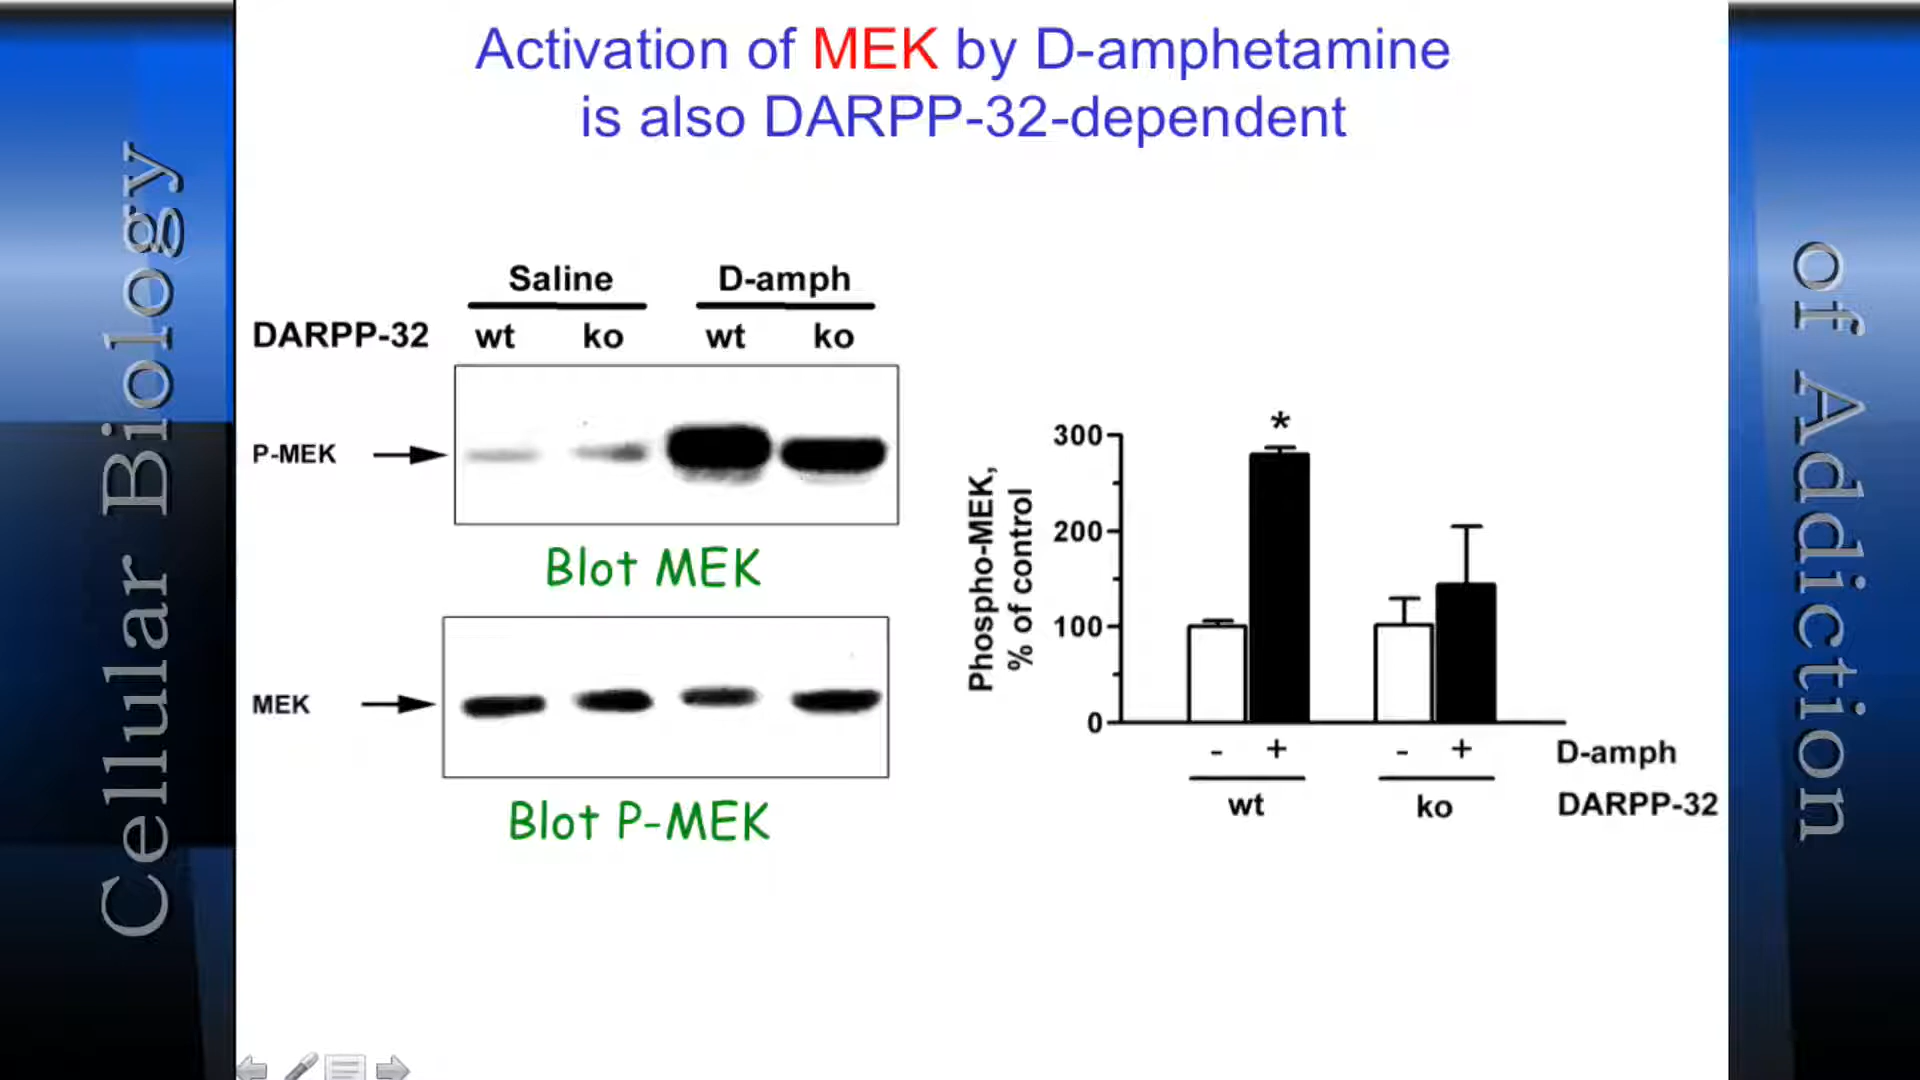 Activation of MEK by D-amphetamine
is also DARPP-32-dependent
Cellular Biology
Saline D-amph
DARPP-32 wt ko wt ko
P-MEK
Blot MEK
MEK
Blot P-MEK
Phospho-MEK,
% of control
300
200
100
0
*
- + - + D-amph
wt ko DARPP-32
of Addiction